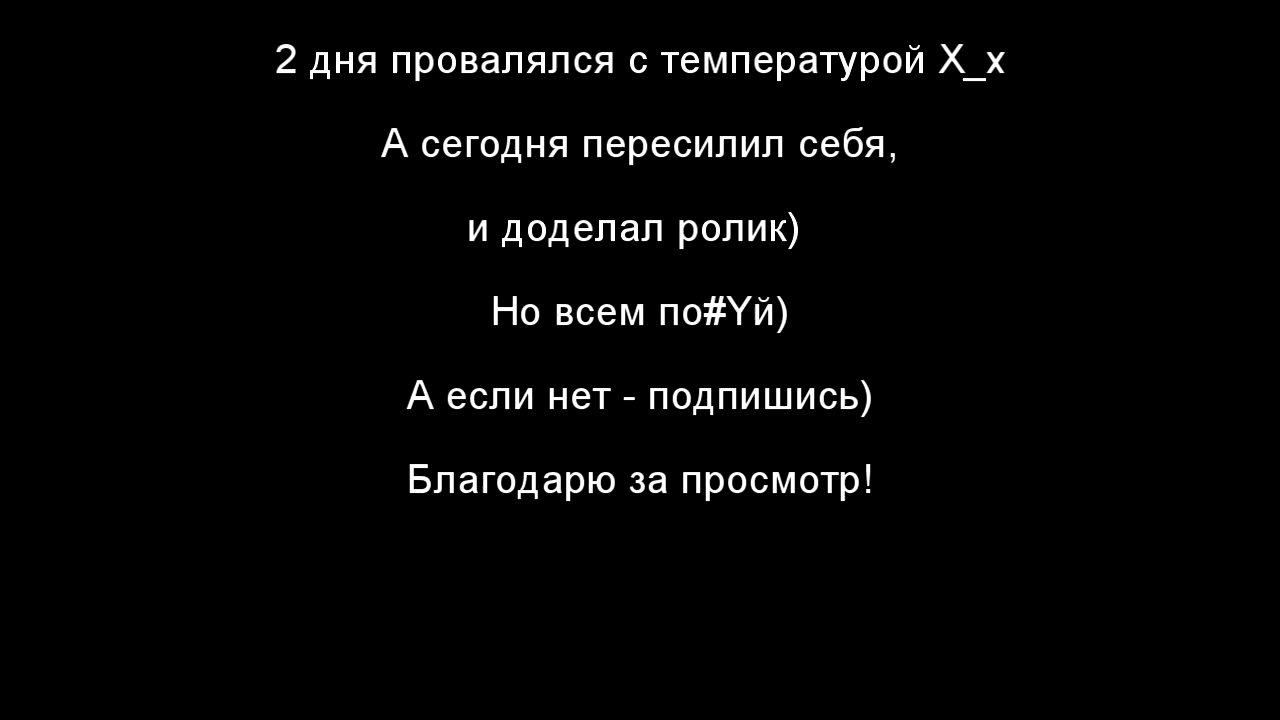 2 дня провалялся с температурой X_x
А сегодня пересилил себя,
и доделал ролик)
Но всем по#Yй)
А если нет - подпишись)
Благодарю за просмотр!